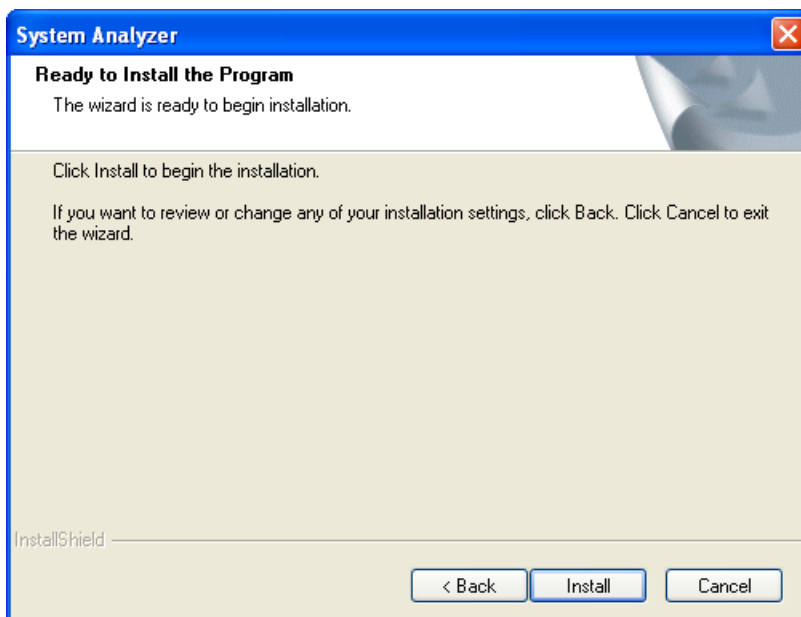 System Analyzer
Ready to Install the Program
The wizard is ready to begin installation.
Click Install to begin the installation.
If you want to review or change any of your installation settings, click Back. Click Cancel to exit
the wizard.
InstallShield
< Back
Install
Cancel